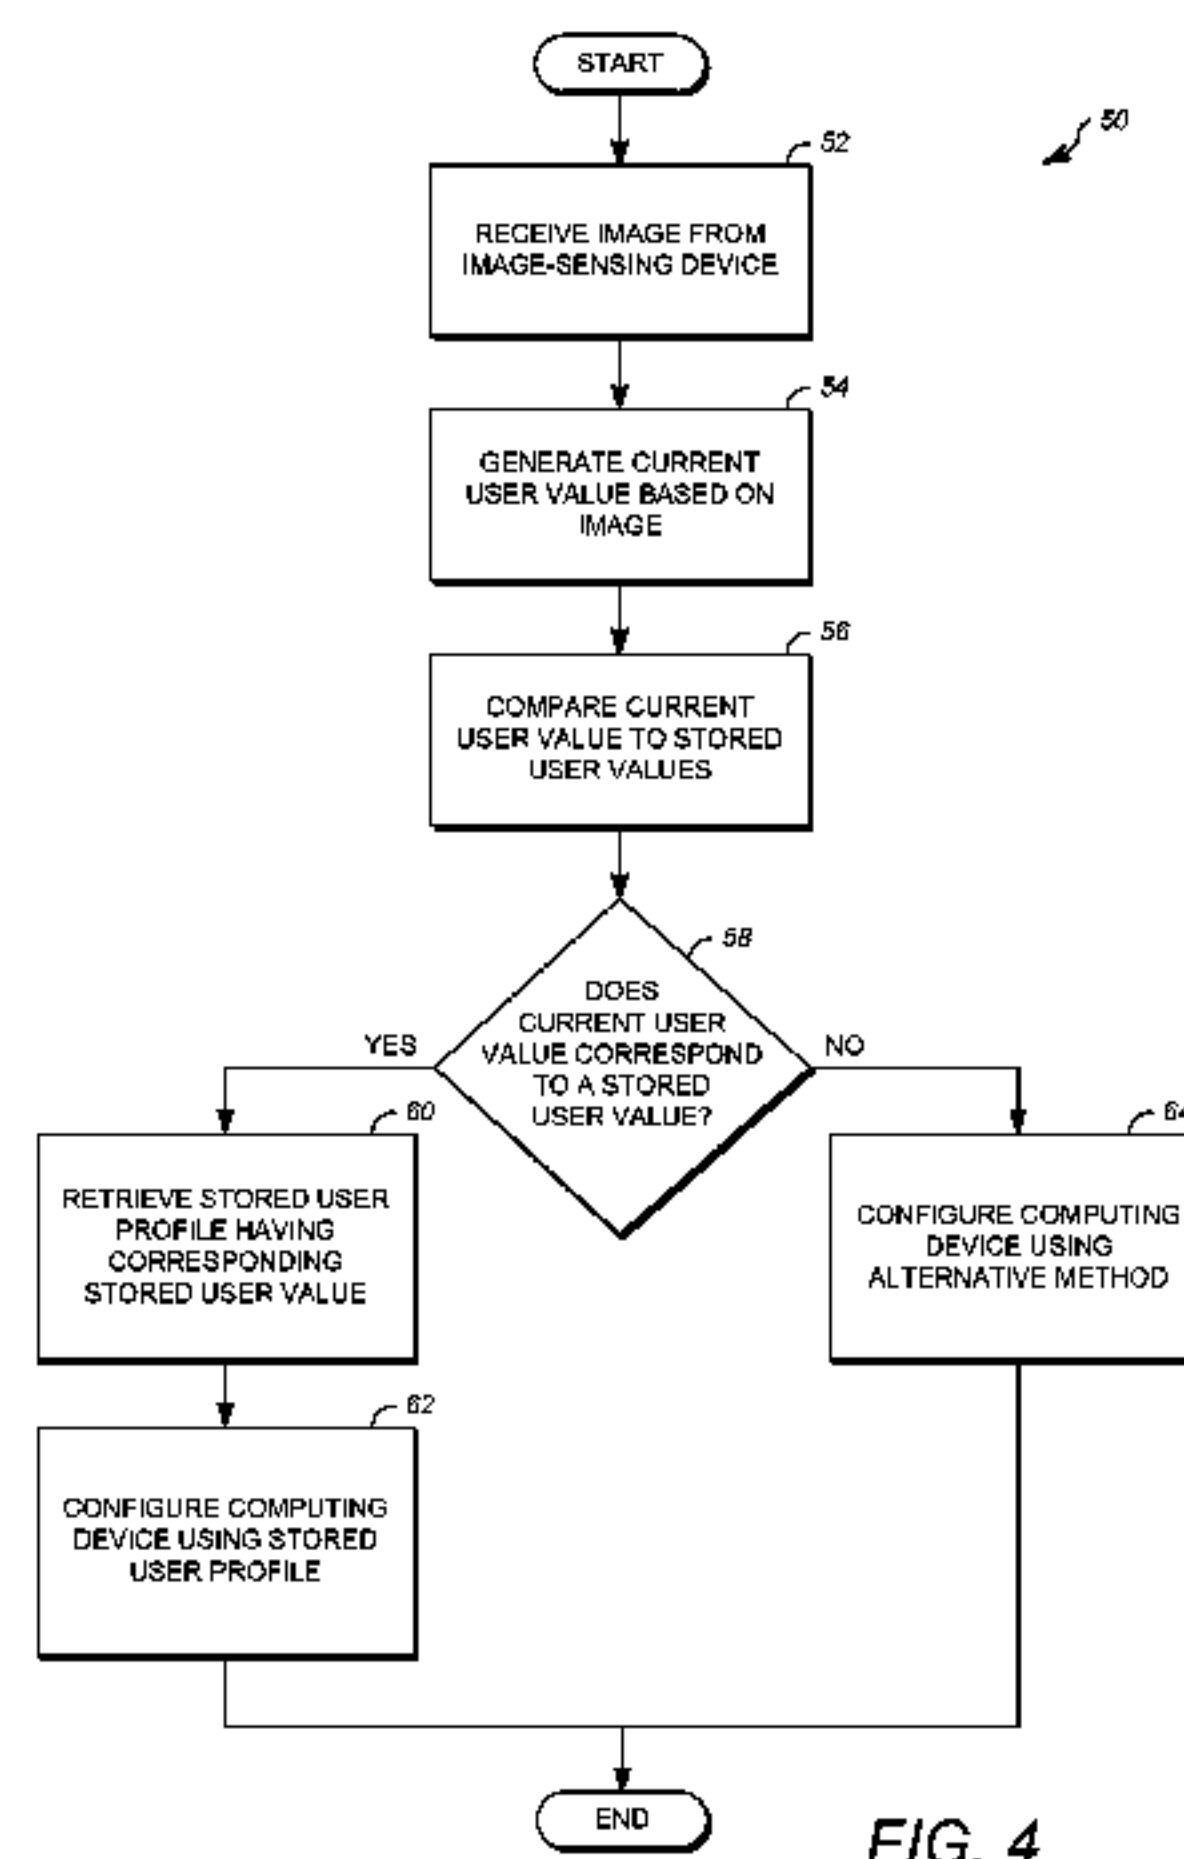 START
50
52
RECEIVE IMAGE FROM
IMAGE-SENSING DEVICE
54
GENERATE CURRENT
USER VALUE BASED ON
IMAGE
56
COMPARE CURRENT
USER VALUE TO STORED
USER VALUES
58
DOES
CURRENT USER
VALUE CORRESPOND
TO A STORED
USER VALUE?
YES
NO
60
RETRIEVE STORED USER
PROFILE HAVING
CORRESPONDING
STORED USER VALUE
64
CONFIGURE COMPUTING
DEVICE USING
ALTERNATIVE METHOD
62
CONFIGURE COMPUTING
DEVICE USING STORED
USER PROFILE
END
FIG. 4